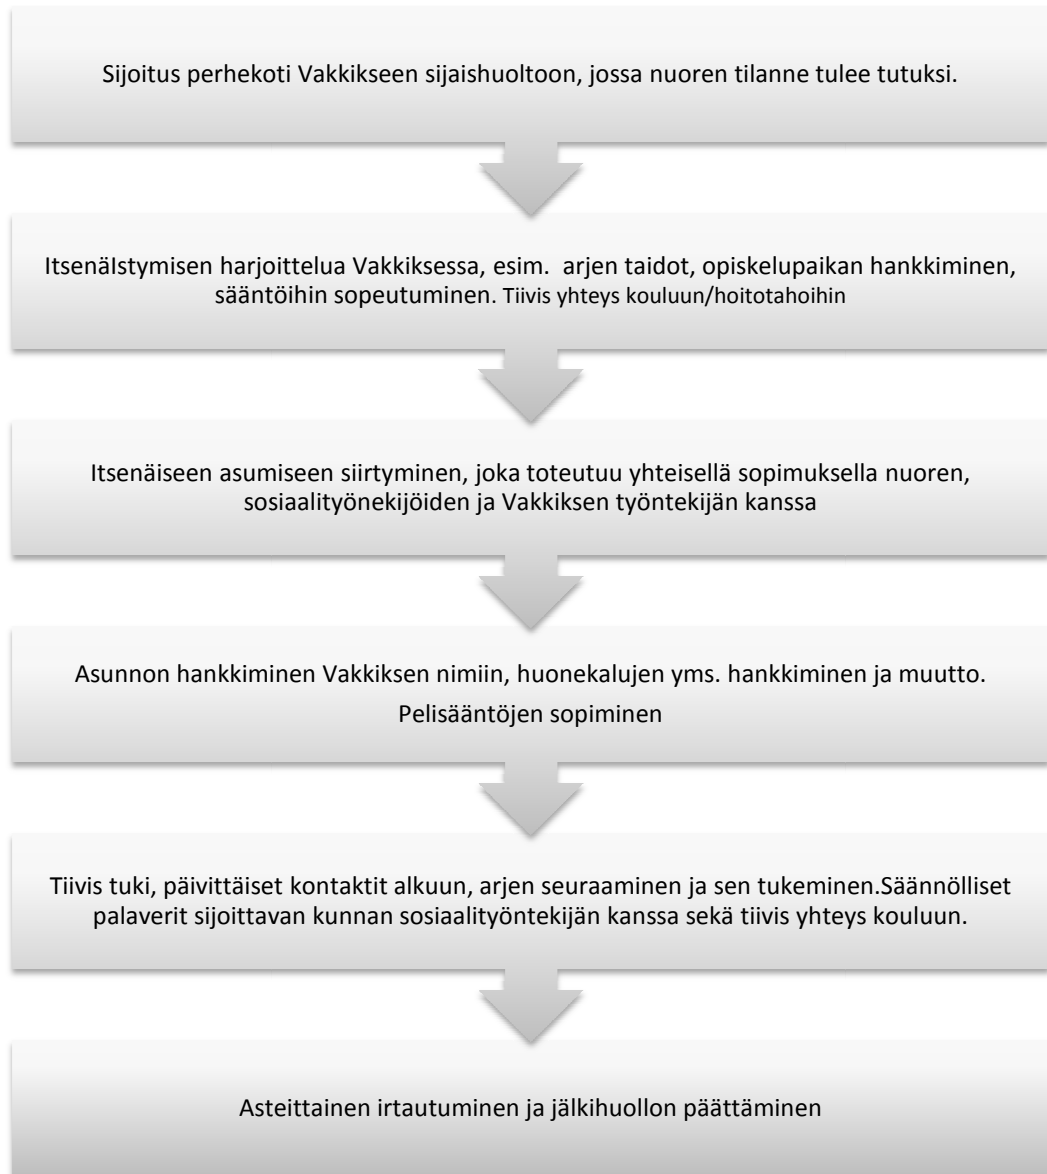 Sijoitus perhekoti Vakkikseen sijaishuoltoon, jossa nuoren tilanne tulee tutuksi.
ItsenäIstymisen harjoittelua Vakkiksessa, esim. arjen taidot, opiskelupaikan hankkiminen,
sääntöihin sopeutuminen. Tiivis yhteys kouluun/hoitotahoihin
Itsenäiseen asumiseen siirtyminen, joka toteutuu yhteisellä sopimuksella nuoren,
sosiaalityönekijöiden ja Vakkiksen työntekijän kanssa
Asunnon hankkiminen Vakkiksen nimiin, huonekalujen yms. hankkiminen ja muutto.
Pelisääntöjen sopiminen
Tiivis tuki, päivittäiset kontaktit alkuun, arjen seuraaminen ja sen tukeminen.Säännölliset
palaverit sijoittavan kunnan sosiaalityöntekijän kanssa sekä tiivis yhteys kouluun.
Asteittainen irtautuminen ja jälkihuollon päättäminen